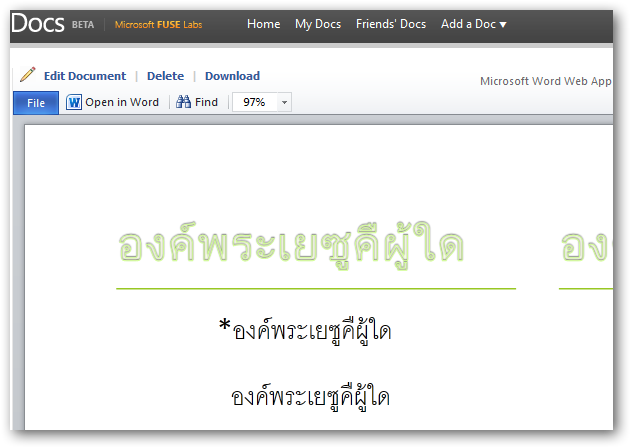 Docs BETA | Microsoft FUSE Labs Home My Docs Friends' Docs Add a Doc ▾
Edit Document | Delete | Download
Microsoft Word Web App
File Open in Word Find 97%
องค์พระเยซูคืผู้ใด องค์
*องค์พระเยซูคืผู้ใด
องค์พระเยซูคืผู้ใด